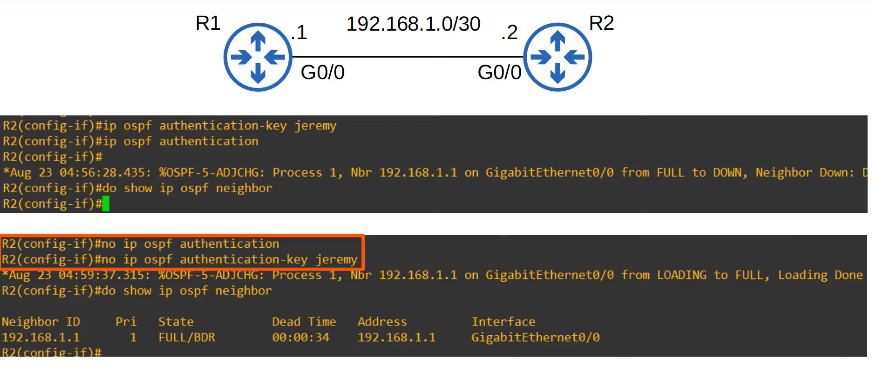 R1 .1 192.168.1.0/30 .2 R2
G0/0 G0/0
R2(config-if)#ip ospf authentication-key jeremy
R2(config-if)#ip ospf authentication
R2(config-if)#
*Aug 23 04:56:28.435: %OSPF-5-ADJCHG: Process 1, Nbr 192.168.1.1 on GigabitEthernet0/0 from FULL to DOWN, Neighbor Down: D
R2(config-if)#do show ip ospf neighbor
R2(config-if)#
R2(config-if)#no ip ospf authentication
R2(config-if)#no ip ospf authentication-key jeremy
*Aug 23 04:59:37.315: %OSPF-5-ADJCHG: Process 1, Nbr 192.168.1.1 on GigabitEthernet0/0 from LOADING to FULL, Loading Done
R2(config-if)#do show ip ospf neighbor
Neighbor ID Pri State Dead Time Address Interface
192.168.1.1 1 FULL/BDR 00:00:34 192.168.1.1 GigabitEthernet0/0
R2(config-if)#